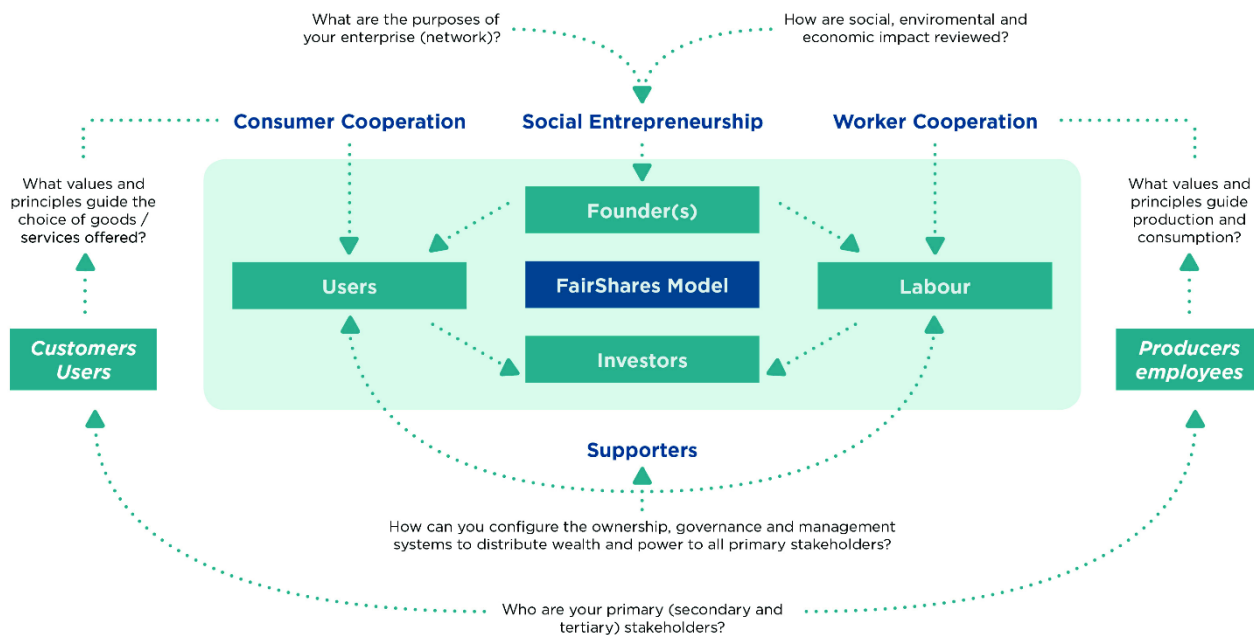 What are the purposes of
your enterprise (network)?
How are social, enviromental and
economic impact reviewed?
Consumer Cooperation
Social Entrepreneurship
Worker Cooperation
What values and
principles guide the
choice of goods /
services offered?
Founder(s)
What values and
principles guide
production and
consumption?
Users
FairShares Model
Labour
Customers
Users
Investors
Producers
employees
Supporters
How can you configure the ownership, governance and management
systems to distribute wealth and power to all primary stakeholders?
Who are your primary (secondary and
tertiary) stakeholders?